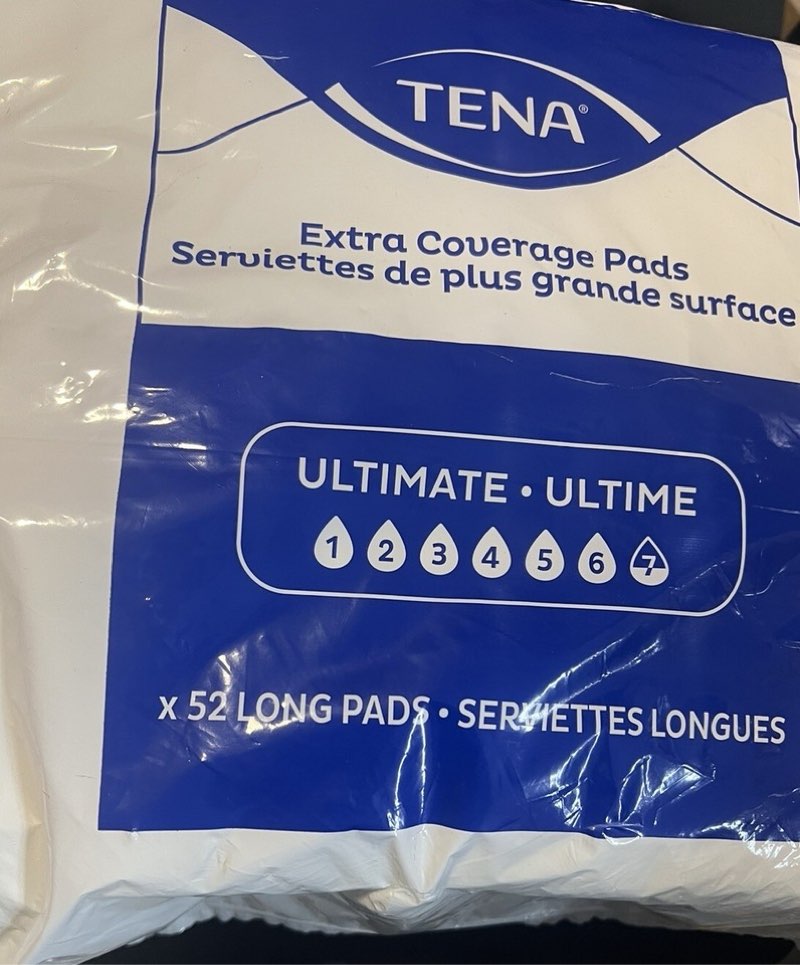 TENA®
Extra Coverage Pads
Serviettes de plus grande surface
ULTIMATE • ULTIME
1 2 3 4 5 6 7
x 52 LONG PADS • SERVIETTES LONGUES